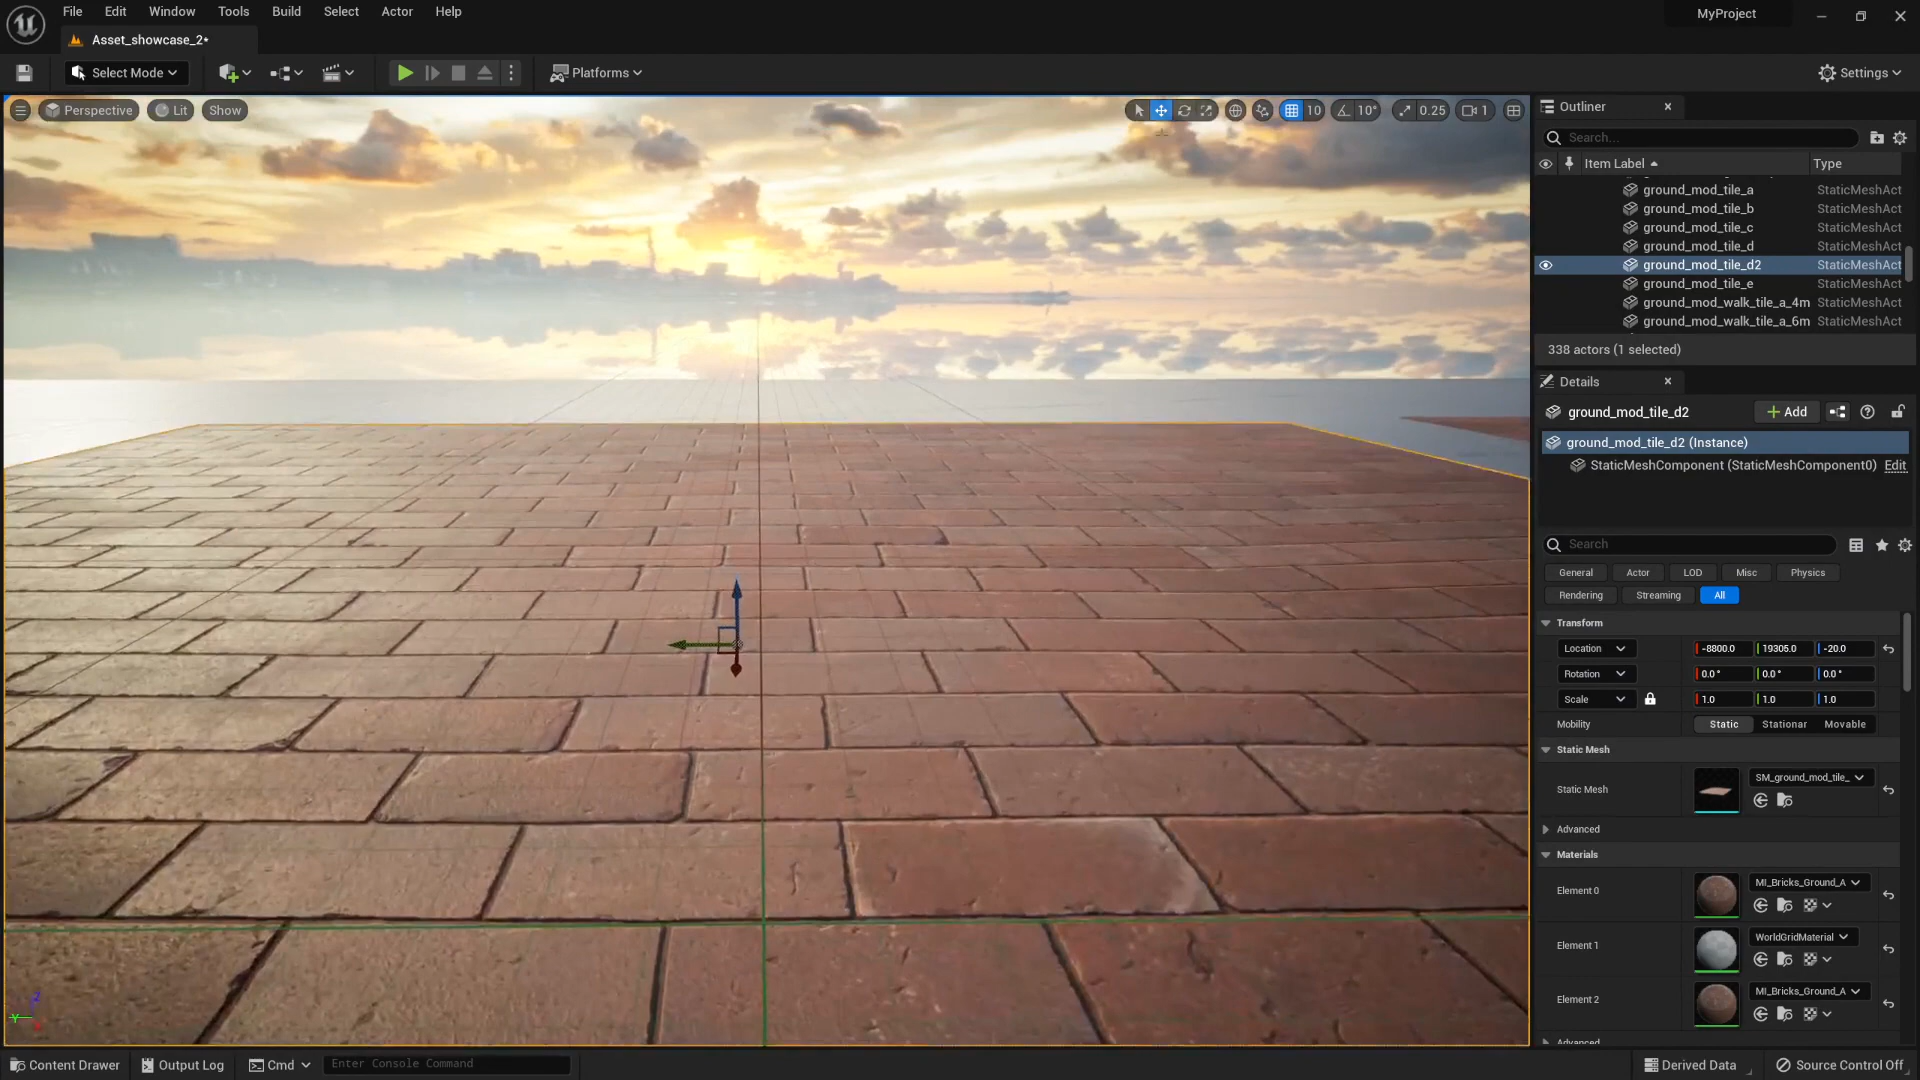 File Edit Window Tools Build Select Actor Help
MyProject
Asset_showcase_2•
Select Mode
Platforms
Settings
Perspective Lit Show
10 10° 0.25 1
Outliner
Search...
Item Label Type
ground_mod_tile_a StaticMeshAct
ground_mod_tile_b StaticMeshAct
ground_mod_tile_c StaticMeshAct
ground_mod_tile_d StaticMeshAct
ground_mod_tile_d2 StaticMeshAct
ground_mod_tile_e StaticMeshAct
ground_mod_walk_tile_a_4m StaticMeshAct
ground_mod_walk_tile_a_6m StaticMeshAct
338 actors (1 selected)
Details
ground_mod_tile_d2 Add
ground_mod_tile_d2 (Instance)
StaticMeshComponent (StaticMeshComponent0) Edit
Search
General Actor LOD Misc Physics
Rendering Streaming All
Transform
Location -8800.0 19305.0 -20.0
Rotation 0.0° 0.0° 0.0°
Scale 1.0 1.0 1.0
Mobility Static Stationar Movable
Static Mesh
Static Mesh SM_ground_mod_tile_
Advanced
Materials
Element 0 MI_Bricks_Ground_A
Element 1 WorldGridMaterial
Element 2 MI_Bricks_Ground_A
Advanced
Z
Y
Content Drawer Output Log Cmd Enter Console Command
Derived Data Source Control Off